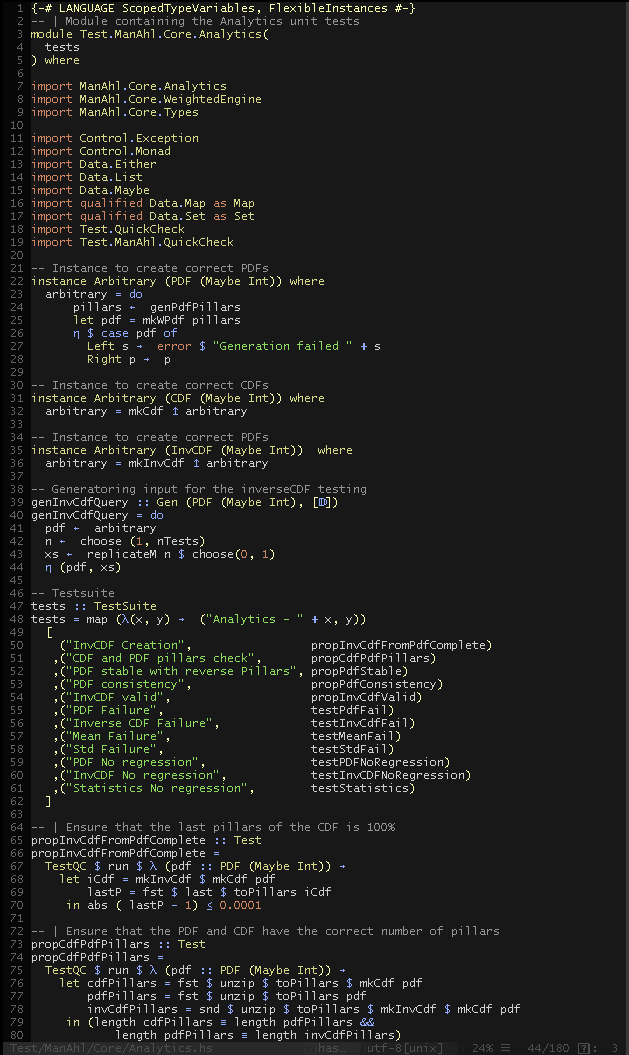 1 {-# LANGUAGE ScopedTypeVariables, FlexibleInstances #-}
2 -- | Module containing the Analytics unit tests
3 module Test.ManAhl.Core.Analytics(
4   tests
5 ) where
6
7 import ManAhl.Core.Analytics
8 import ManAhl.Core.WeightedEngine
9 import ManAhl.Core.Types
10
11 import Control.Exception
12 import Control.Monad
13 import Data.Either
14 import Data.List
15 import Data.Maybe
16 import qualified Data.Map as Map
17 import qualified Data.Set as Set
18 import Test.QuickCheck
19 import Test.ManAhl.QuickCheck
20
21 -- Instance to create correct PDFs
22 instance Arbitrary (PDF (Maybe Int)) where
23   arbitrary = do
24       pillars ← genPdfPillars
25       let pdf = mkWPdf pillars
26       η $ case pdf of
27         Left s → error $ "Generation failed " + s
28         Right p → p
29
30 -- Instance to create correct CDFs
31 instance Arbitrary (CDF (Maybe Int)) where
32   arbitrary = mkCdf ↥ arbitrary
33
34 -- Instance to create correct PDFs
35 instance Arbitrary (InvCDF (Maybe Int))  where
36   arbitrary = mkInvCdf ↥ arbitrary
37
38 -- Generatoring input for the inverseCDF testing
39 genInvCdfQuery :: Gen (PDF (Maybe Int), [𝔻])
40 genInvCdfQuery = do
41   pdf ← arbitrary
42   n ← choose (1, nTests)
43   xs ← replicateM n $ choose(0, 1)
44   η (pdf, xs)
45
46 -- Testsuite
47 tests :: TestSuite
48 tests = map (λ(x, y) → ("Analytics - " + x, y))
49   [
50     ("InvCDF Creation",                  propInvCdfFromPdfComplete)
51    ,("CDF and PDF pillars check",        propCdfPdfPillars)
52    ,("PDF stable with reverse Pillars", propPdfStable)
53    ,("PDF consistency",                  propPdfConsistency)
54    ,("InvCDF valid",                     propInvCdfValid)
55    ,("PDF Failure",                      testPdfFail)
56    ,("Inverse CDF Failure",              testInvCdfFail)
57    ,("Mean Failure",                     testMeanFail)
58    ,("Std Failure",                      testStdFail)
59    ,("PDF No regression",                testPDFNoRegression)
60    ,("InvCDF No regression",             testInvCDFNoRegression)
61    ,("Statistics No regression",         testStatistics)
62   ]
63
64 -- | Ensure that the last pillars of the CDF is 100%
65 propInvCdfFromPdfComplete :: Test
66 propInvCdfFromPdfComplete =
67   TestQC $ run $ λ (pdf :: PDF (Maybe Int)) →
68     let iCdf = mkInvCdf $ mkCdf pdf
69         lastP = fst $ last $ toPillars iCdf
70      in abs ( lastP - 1) ≤ 0.0001
71
72 -- | Ensure that the PDF and CDF have the correct number of pillars
73 propCdfPdfPillars :: Test
74 propCdfPdfPillars =
75   TestQC $ run $ λ (pdf :: PDF (Maybe Int)) →
76     let cdfPillars = fst $ unzip $ toPillars $ mkCdf pdf
77         pdfPillars = fst $ unzip $ toPillars pdf
78         invCdfPillars = snd $ unzip $ toPillars $ mkInvCdf $ mkCdf pdf
79      in (length cdfPillars ≡ length pdfPillars &&
80             length pdfPillars ≡ length invCdfPillars)
Test/ManAhl/Core/Analytics.hs has… utf-8[unix] 24% ☰ 44/180 : 3